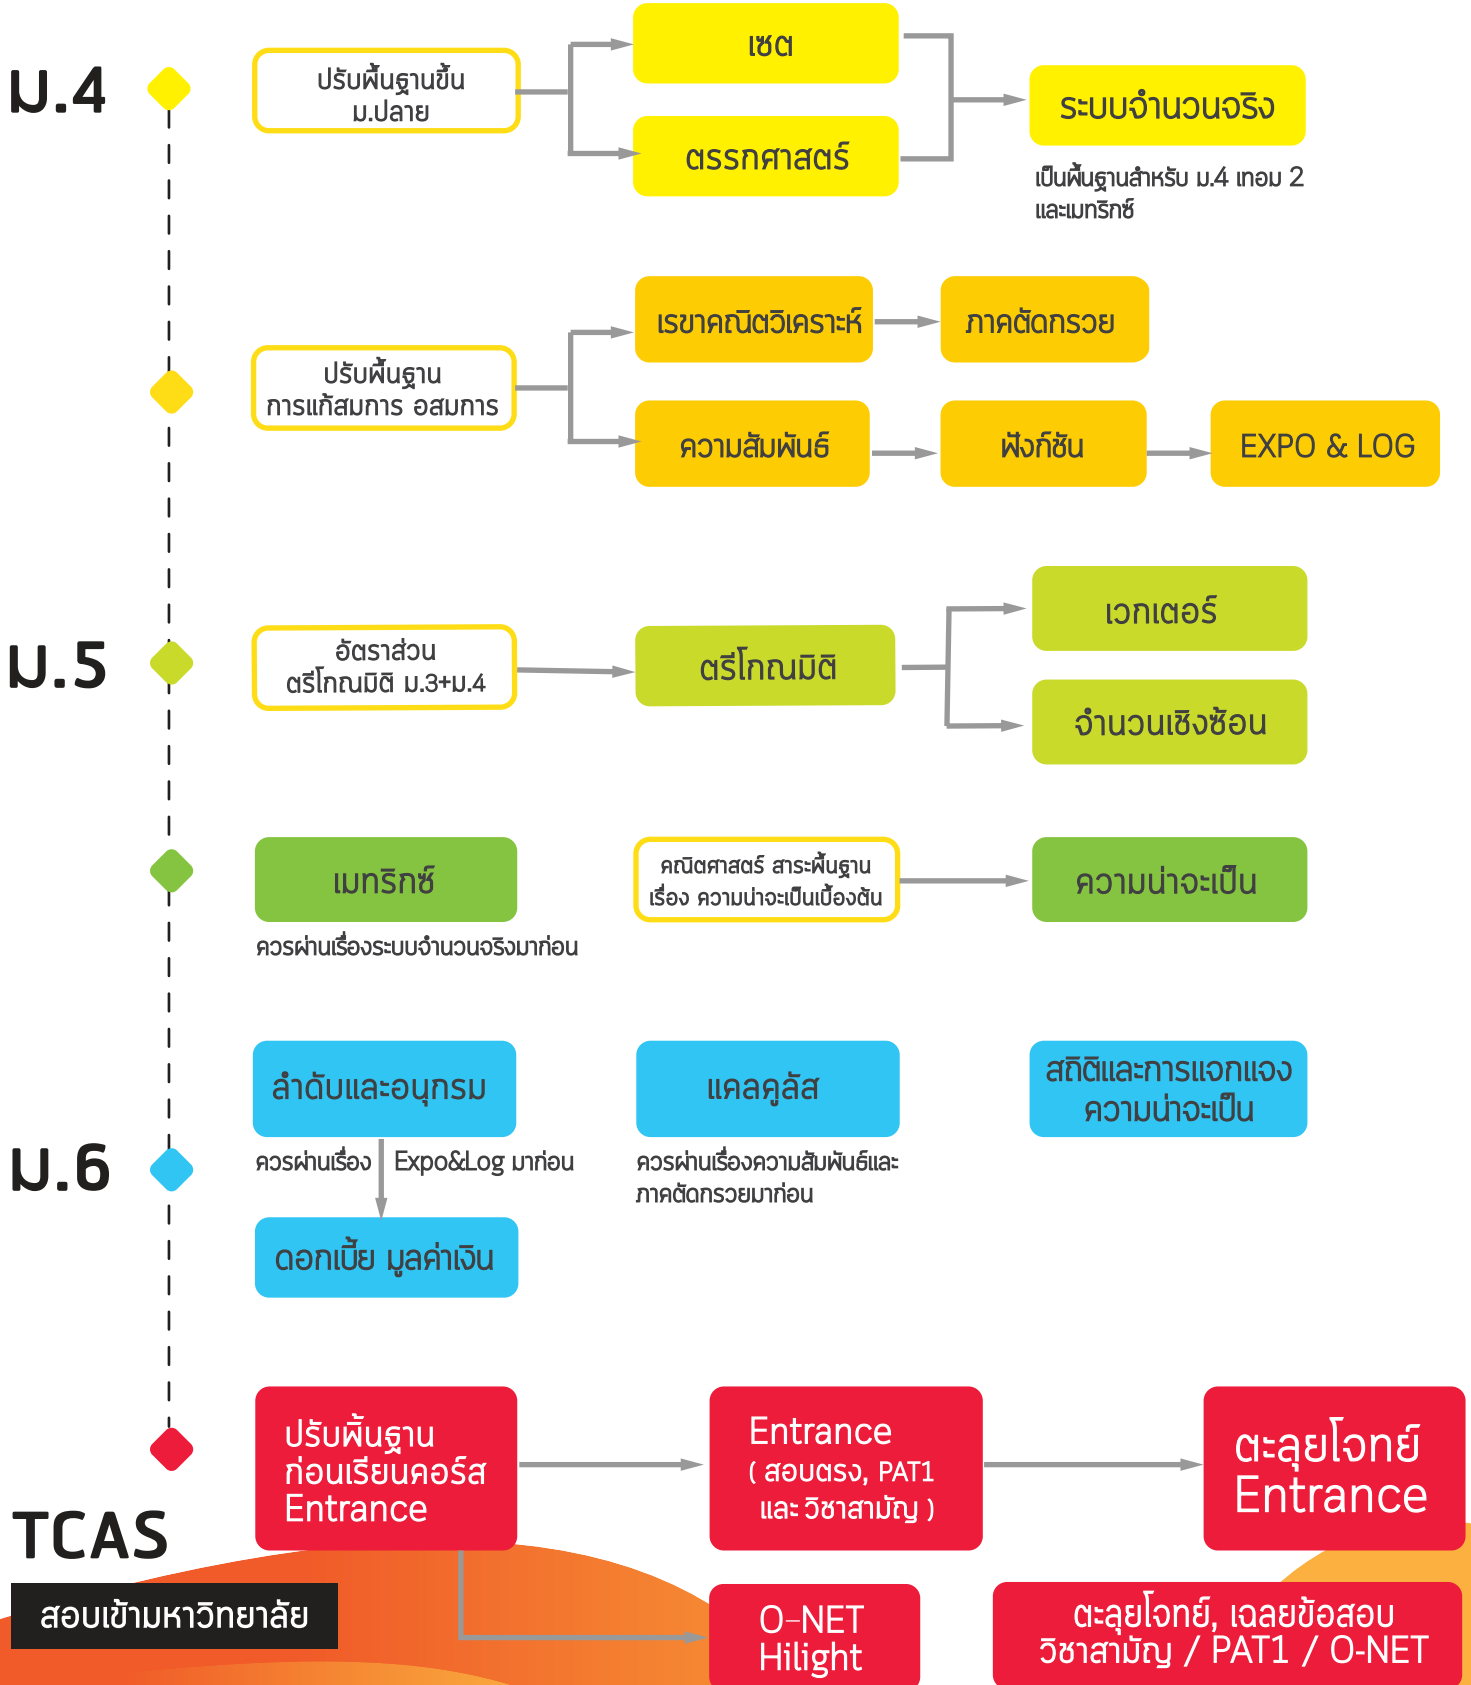 ม.4
ปรับพื้นฐานขึ้น
ม.ปลาย
เซต
ตรรกศาสตร์
ระบบจำนวนจริง
เป็นพื้นฐานสำหรับ ม.4 เทอม 2
และเมทริกซ์
ปรับพื้นฐาน
การแก้สมการ อสมการ
เรขาคณิตวิเคราะห์
ภาคตัดกรวย
ความสัมพันธ์
ฟังก์ชัน
EXPO & LOG
ม.5
อัตราส่วน
ตรีโกณมิติ ม.3+ม.4
ตรีโกณมิติ
เวกเตอร์
จำนวนเชิงซ้อน
เมทริกซ์
ควรผ่านเรื่องระบบจำนวนจริงมาก่อน
คณิตศาสตร์ สาระพื้นฐาน
เรื่อง ความน่าจะเป็นเบื้องต้น
ความน่าจะเป็น
ม.6
ลำดับและอนุกรม
ควรผ่านเรื่อง Expo&Log มาก่อน
ดอกเบี้ย มูลค่าเงิน
แคลคูลัส
ควรผ่านเรื่องความสัมพันธ์และ
ภาคตัดกรวยมาก่อน
สถิติและการแจกแจง
ความน่าจะเป็น
TCAS
สอบเข้ามหาวิทยาลัย
ปรับพื้นฐาน
ก่อนเรียนคอร์ส
Entrance
Entrance
( สอบตรง, PAT1
และ วิชาสามัญ )
ตะลุยโจทย์
Entrance
O-NET
Hilight
ตะลุยโจทย์, เฉลยข้อสอบ
วิชาสามัญ / PAT1 / O-NET